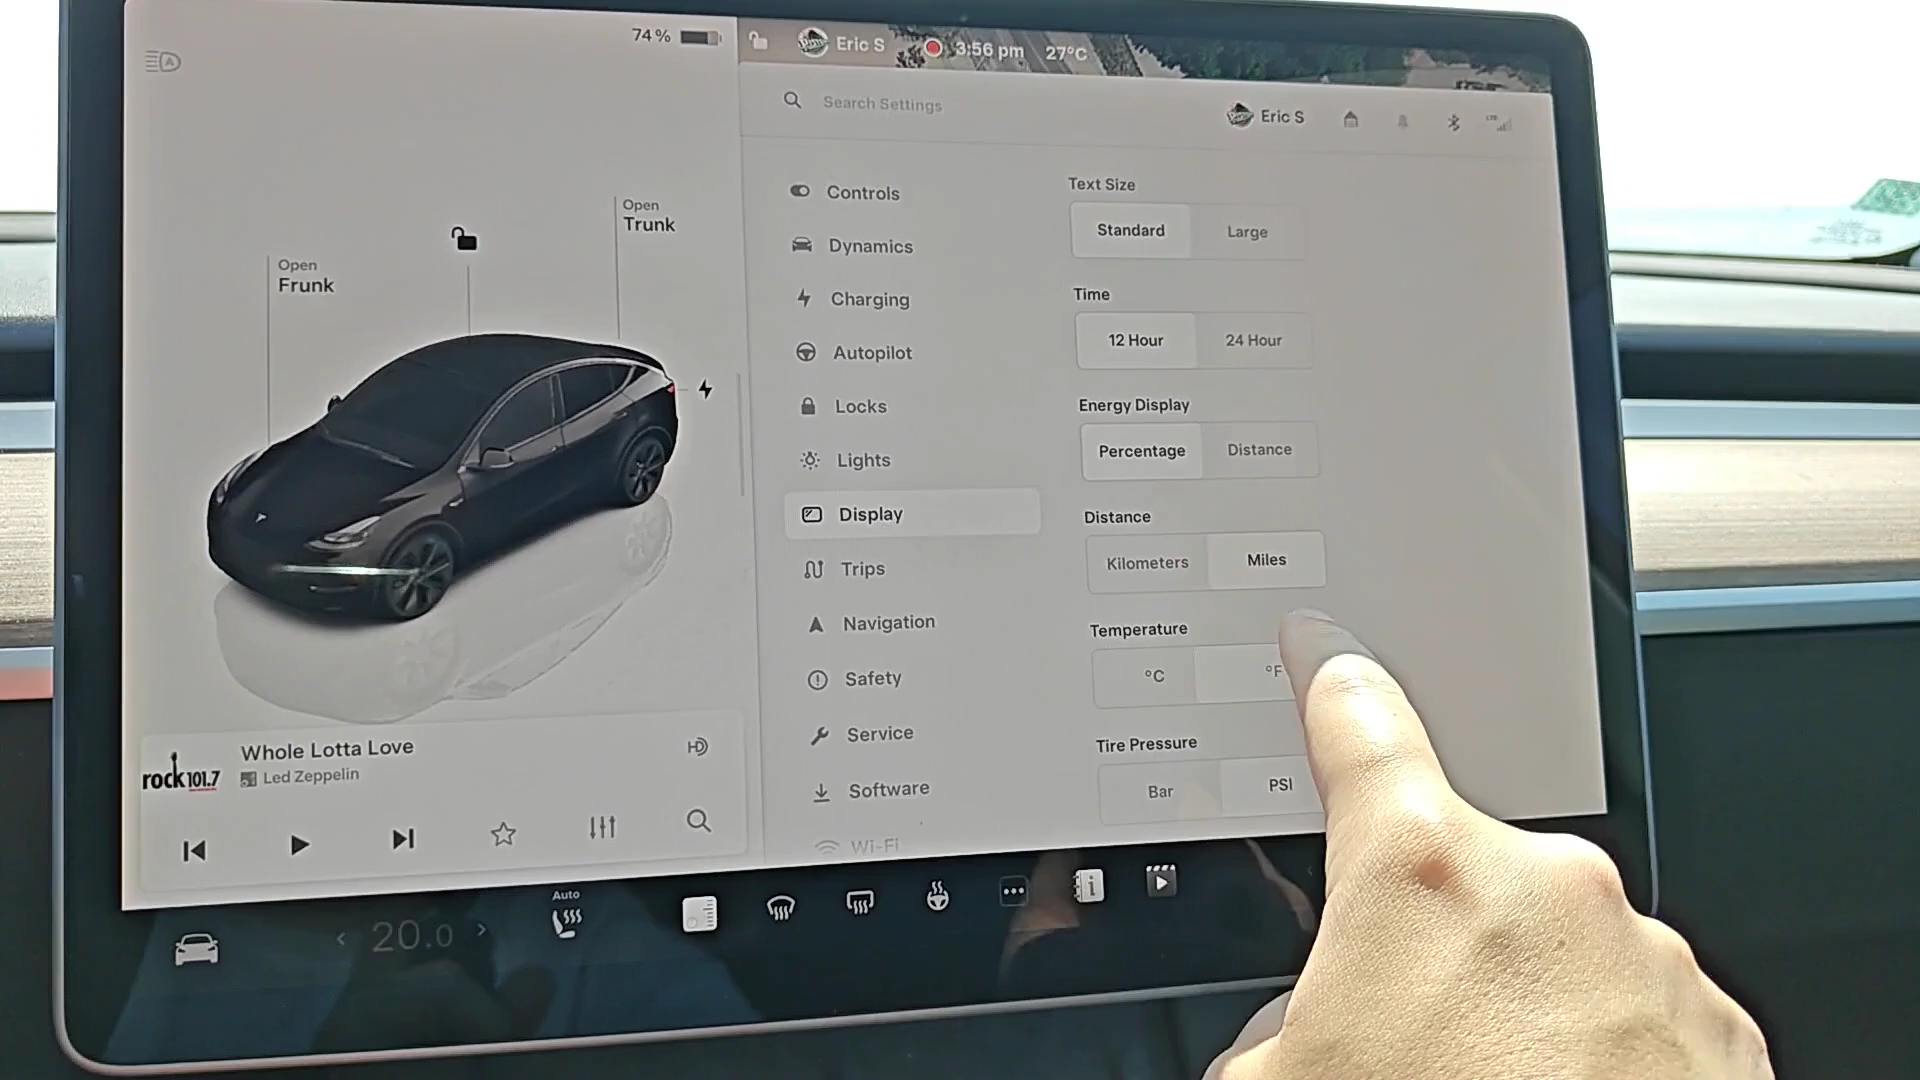 74%
Eric S
3:56 pm
27°C
Search Settings
Eric S
LTE
Open
Frunk
Open
Trunk
Controls
Dynamics
Charging
Autopilot
Locks
Lights
Display
Trips
Navigation
Safety
Service
Software
Wi-Fi
Text Size
Standard
Large
Time
12 Hour
24 Hour
Energy Display
Percentage
Distance
Distance
Kilometers
Miles
Temperature
°C
°F
Tire Pressure
Bar
PSI
rock101.7
Whole Lotta Love
Led Zeppelin
HD
Auto
20.0